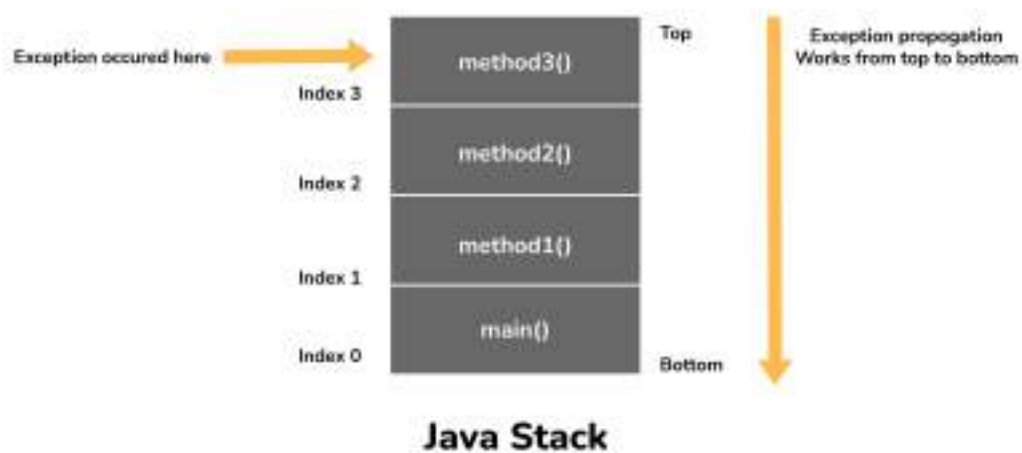 Top
Exception occured here
method3()
Exception propogation
Works from top to bottom
Index 3
method2()
Index 2
method1()
Index 1
main()
Index 0
Bottom
Java Stack